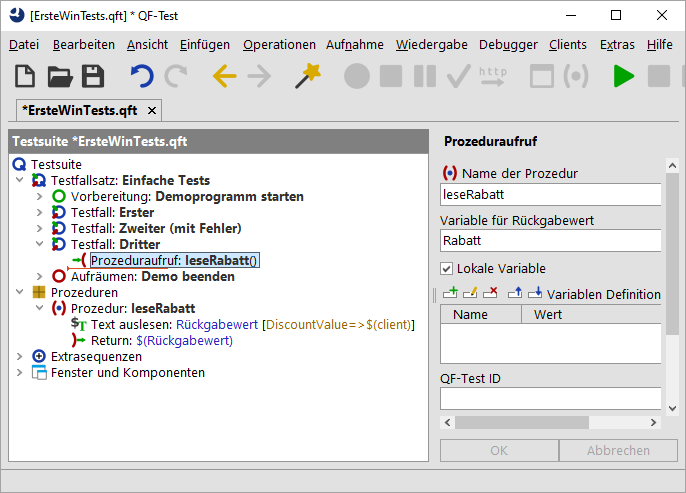 [ErsteWinTests.qft] * QF-Test
Datei Bearbeiten Ansicht Einfügen Operationen Aufnahme Wiedergabe Debugger Clients Extras Hilfe
http
*ErsteWinTests.qft ×
Testsuite *ErsteWinTests.qft
Testsuite
Testfallsatz: Einfache Tests
Vorbereitung: Demoprogramm starten
Testfall: Erster
Testfall: Zweiter (mit Fehler)
Testfall: Dritter
Prozeduraufruf: leseRabatt()
Aufräumen: Demo beenden
Prozeduren
Prozedur: leseRabatt
Text auslesen: Rückgabewert [DiscountValue=>$(client)]
Return: $(Rückgabewert)
Extrasequenzen
Fenster und Komponenten
Prozeduraufruf
Name der Prozedur
leseRabatt
Variable für Rückgabewert
Rabatt
Lokale Variable
Variablen Definition
Name Wert
QF-Test ID
OK Abbrechen